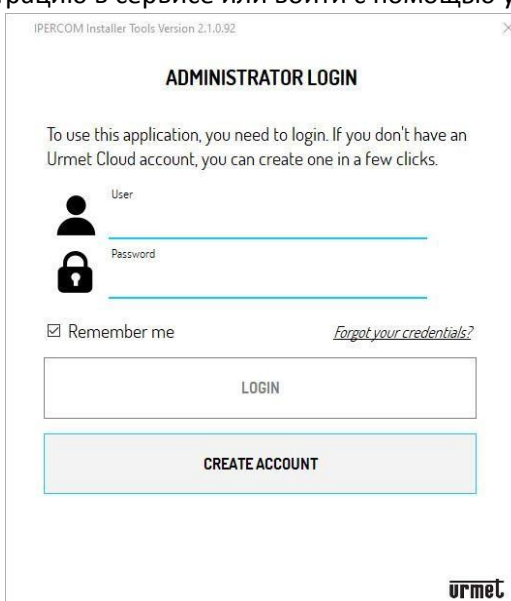 трацию в сервисе или войти с помощью у
IPERCOM Installer Tools Version 2.1.0.92
ADMINISTRATOR LOGIN
To use this application, you need to login. If you don't have an
Urmet Cloud account, you can create one in a few clicks.
User
Password
Remember me Forgot your credentials?
LOGIN
CREATE ACCOUNT
urmet